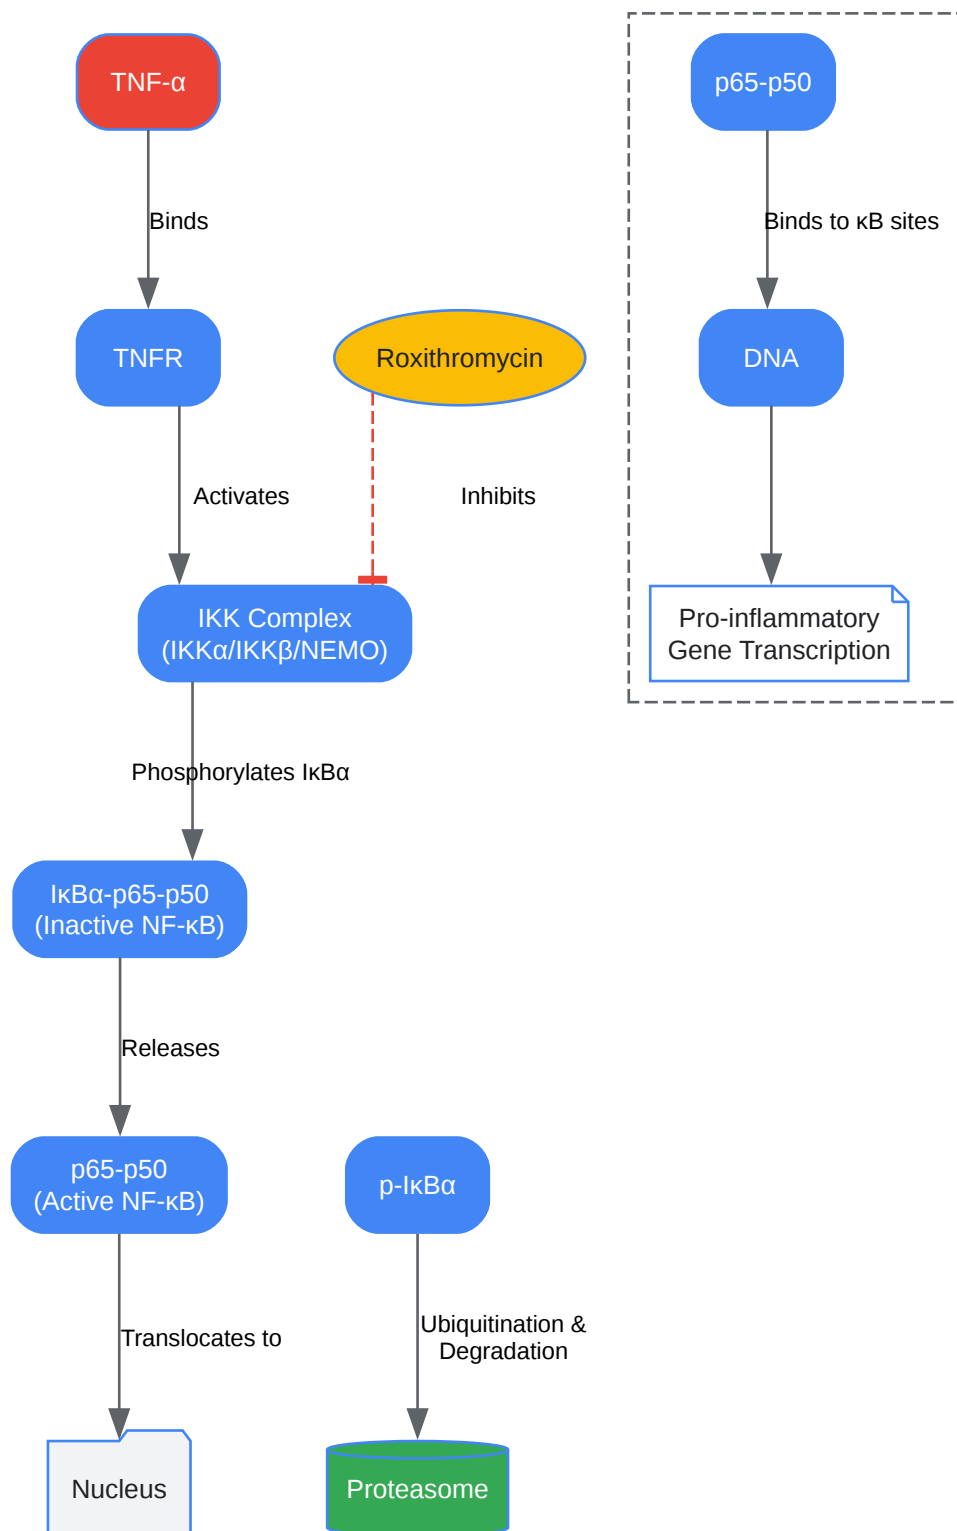 TNF-α
p65-p50
Binds
Binds to κB sites
TNFR
Roxithromycin
DNA
Activates
Inhibits
IKK Complex
(IKKα/IKKβ/NEMO)
Pro-inflammatory
Gene Transcription
Phosphorylates IκBα
IκBα-p65-p50
(Inactive NF-κB)
Releases
p65-p50
(Active NF-κB)
p-IκBα
Translocates to
Ubiquitination &
Degradation
Nucleus
Proteasome